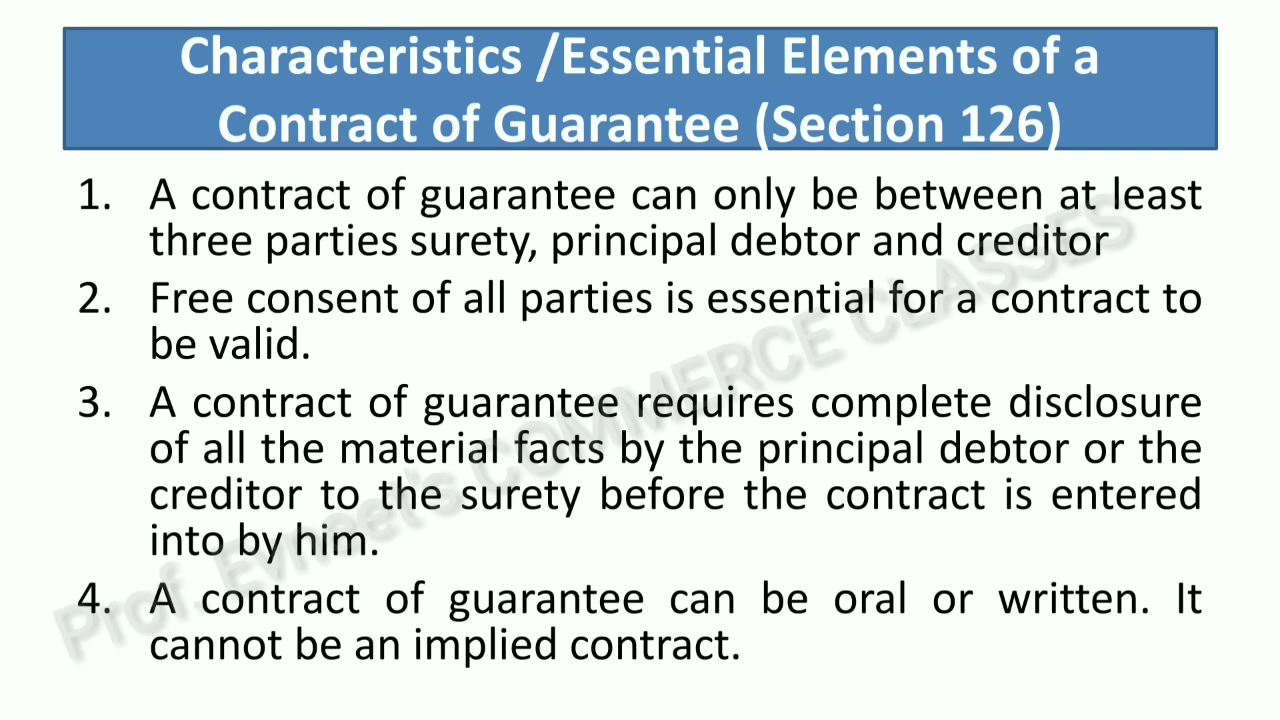 Characteristics /Essential Elements of a
Contract of Guarantee (Section 126)
1. A contract of guarantee can only be between at least
three parties surety, principal debtor and creditor
2. Free consent of all parties is essential for a contract to
be valid.
3. A contract of guarantee requires complete disclosure
of all the material facts by the principal debtor or the
creditor to the surety before the contract is entered
into by him.
4. A contract of guarantee can be oral or written. It
cannot be an implied contract.
Prof. Evneet's COMMERCE CLASSES